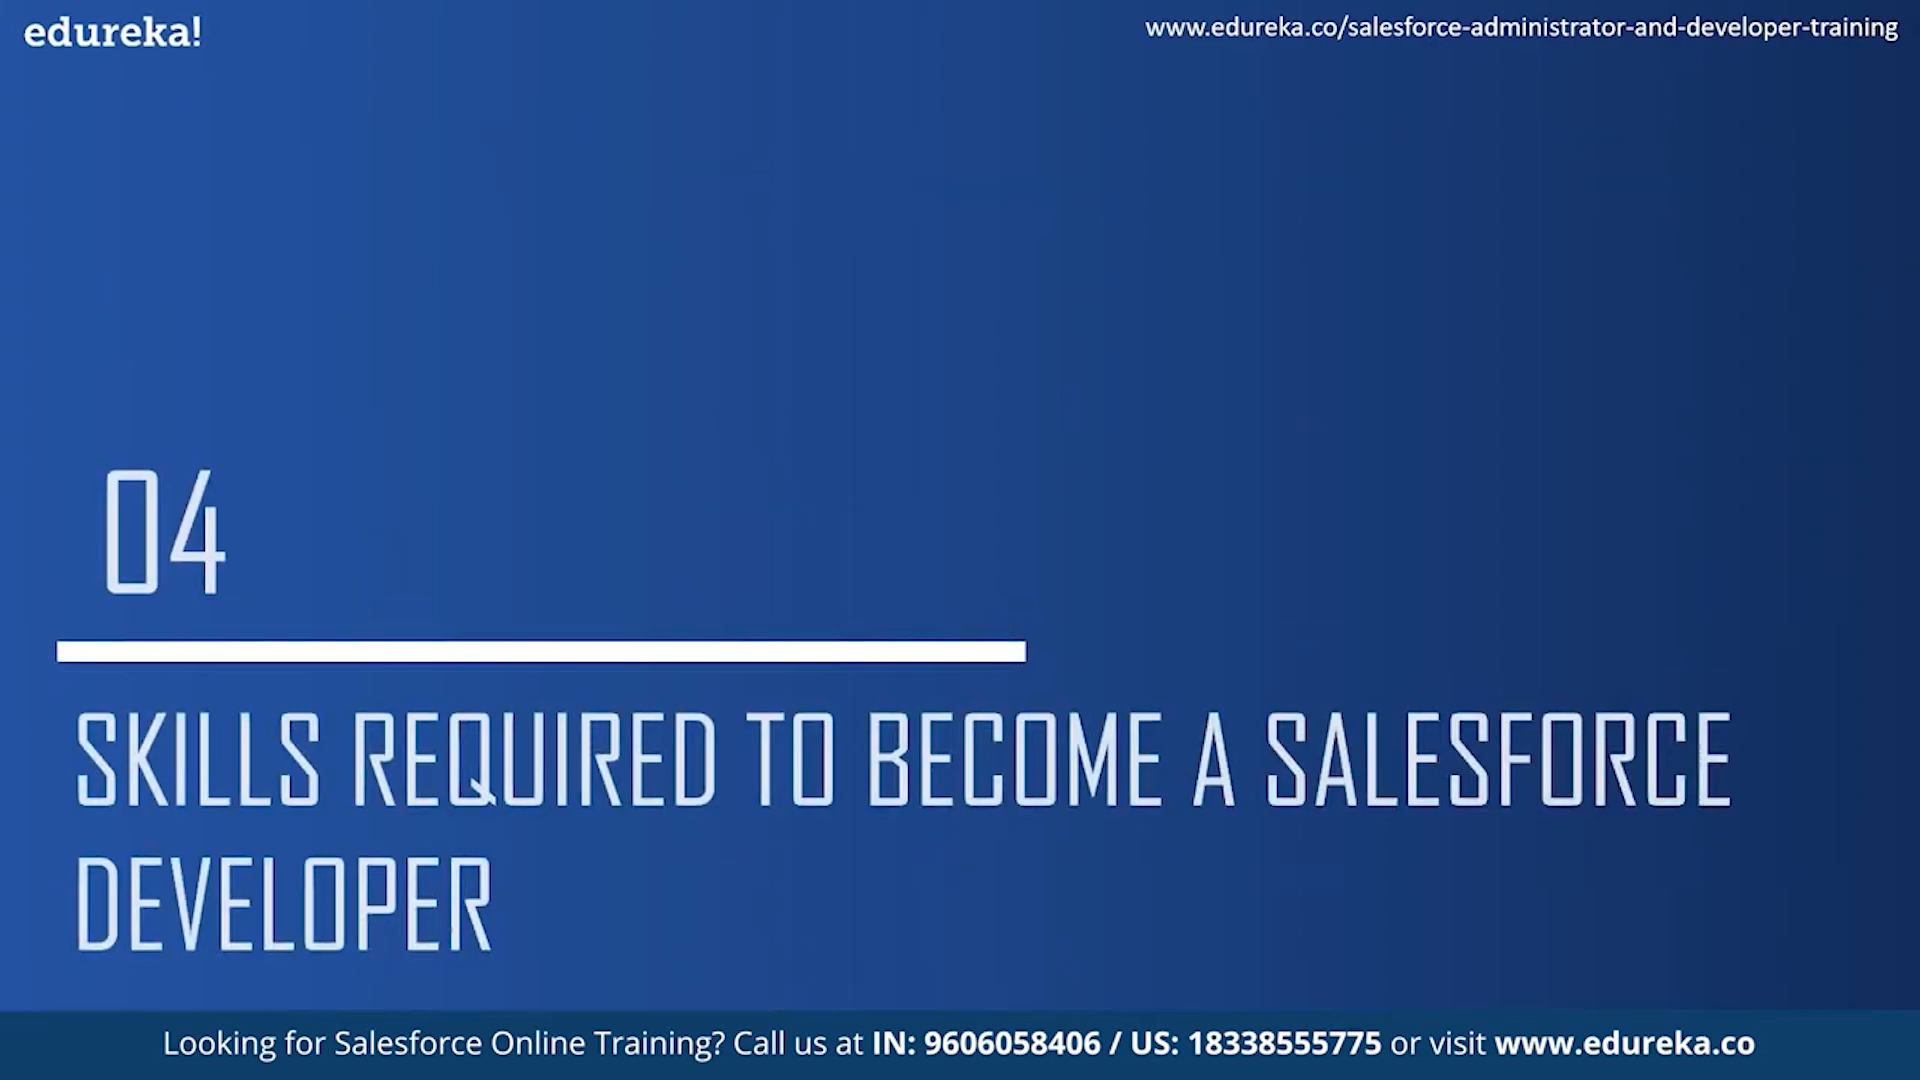 edureka!
www.edureka.co/salesforce-administrator-and-developer-training
04
SKILLS REQUIRED TO BECOME A SALESFORCE
DEVELOPER
Looking for Salesforce Online Training? Call us at IN: 9606058406 / US: 18338555775 or visit www.edureka.co